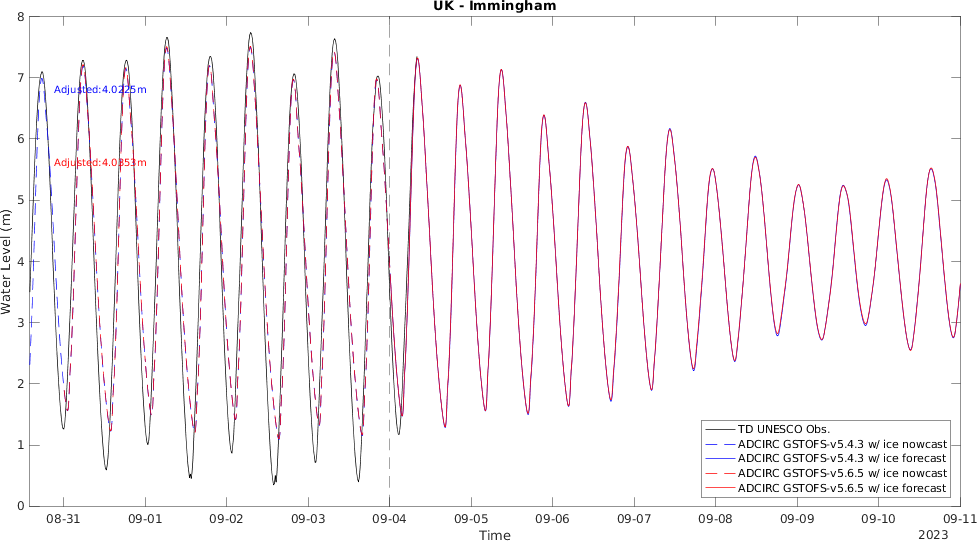 UK - Immingham
8
7
6
5
4
3
2
1
0
Water Level (m)
Adjusted:4.0225m
Adjusted:4.0353m
TD UNESCO Obs.
ADCIRC GSTOFS-v5.4.3 w/ ice nowcast
ADCIRC GSTOFS-v5.4.3 w/ ice forecast
ADCIRC GSTOFS-v5.6.5 w/ ice nowcast
ADCIRC GSTOFS-v5.6.5 w/ ice forecast
08-31 09-01 09-02 09-03 09-04 09-05 09-06 09-07 09-08 09-09 09-10 09-11
Time
2023